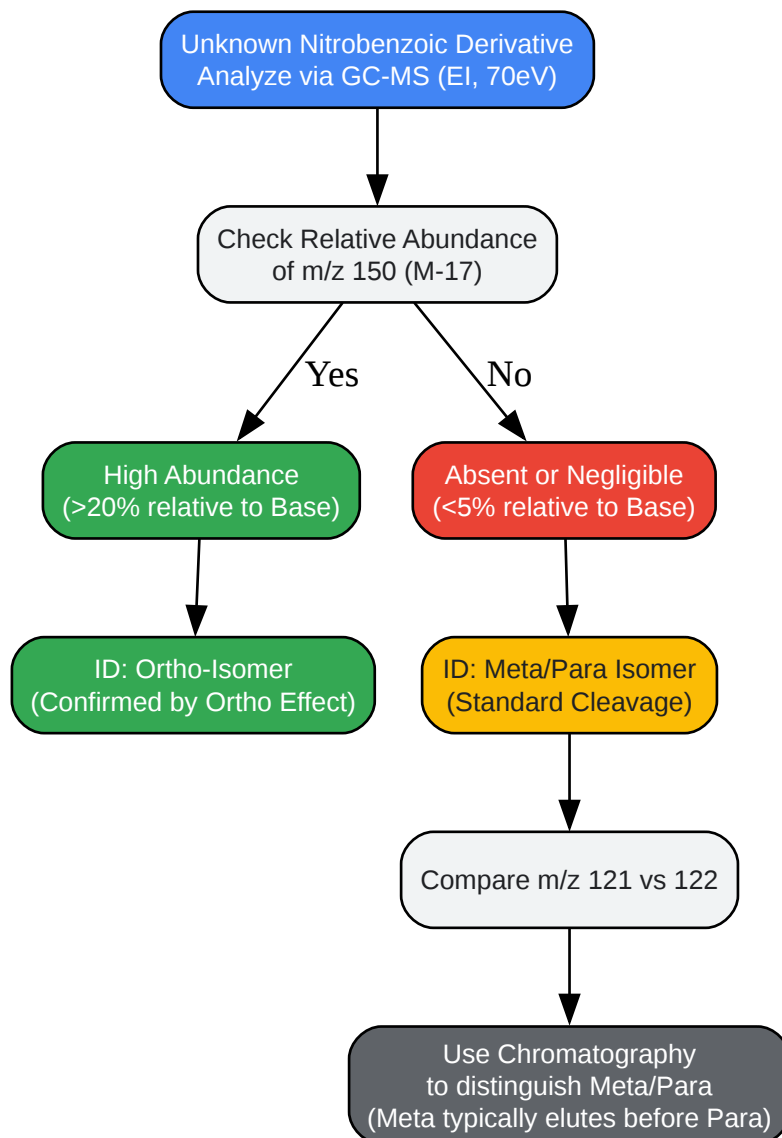 Unknown Nitrobenzoic Derivative
Analyze via GC-MS (EI, 70eV)
Check Relative Abundance
of m/z 150 (M-17)
Yes
No
High Abundance
(>20% relative to Base)
Absent or Negligible
(<5% relative to Base)
ID: Ortho-Isomer
(Confirmed by Ortho Effect)
ID: Meta/Para Isomer
(Standard Cleavage)
Compare m/z 121 vs 122
Use Chromatography
to distinguish Meta/Para
(Meta typically elutes before Para)